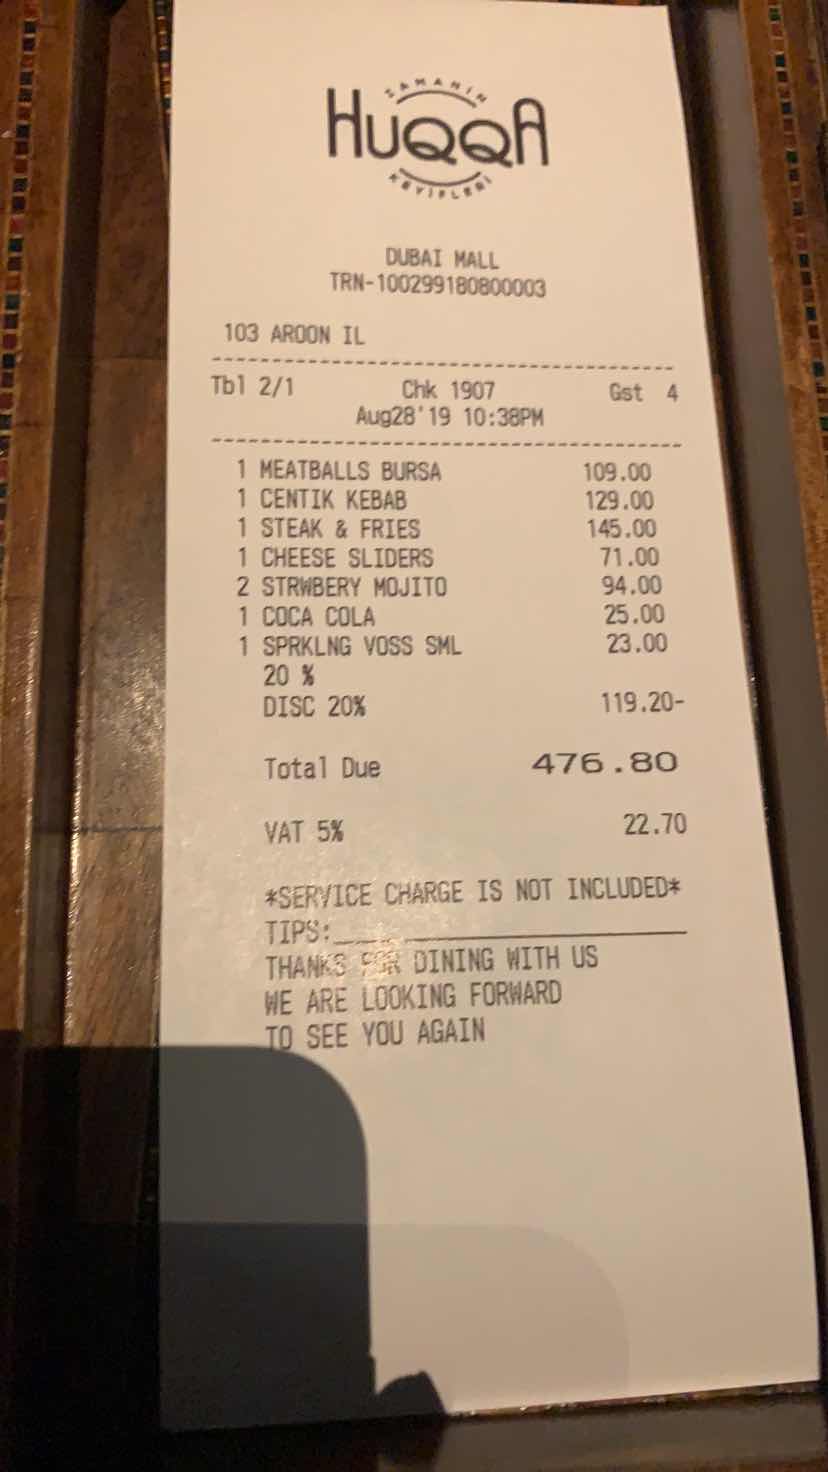 ZAMANIN
HUQQA
KEYIFLERI
DUBAI MALL
TRN-100299180800003
103 AROON IL
Tbl 2/1 Chk 1907 Gst 4
Aug28'19 10:38PM
1 MEATBALLS BURSA 109.00
1 CENTIK KEBAB 129.00
1 STEAK & FRIES 145.00
1 CHEESE SLIDERS 71.00
2 STRWBERY MOJITO 94.00
1 COCA COLA 25.00
1 SPRKLNG VOSS SML 23.00
20 %
DISC 20% 119.20-
Total Due 476.80
VAT 5% 22.70
*SERVICE CHARGE IS NOT INCLUDED*
TIPS:____ ____________________
THANKS FOR DINING WITH US
WE ARE LOOKING FORWARD
TO SEE YOU AGAIN